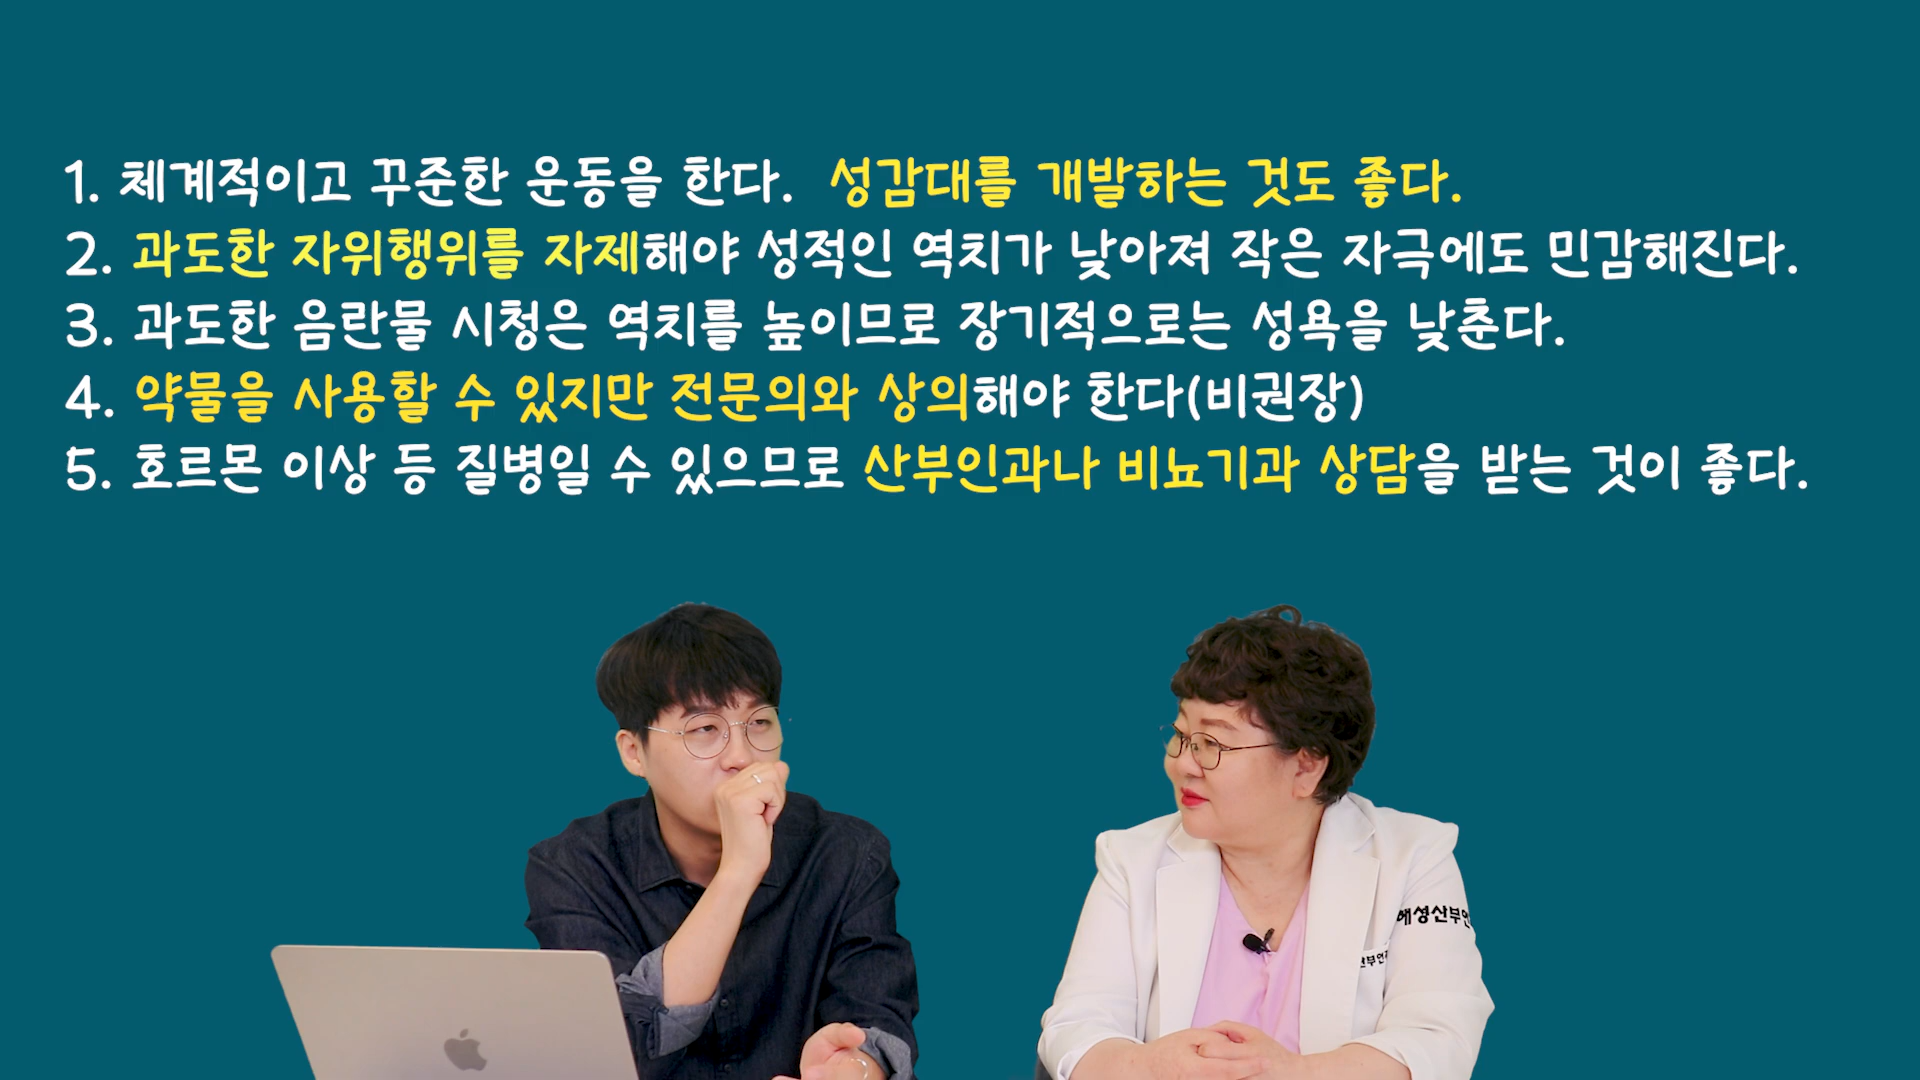 1. 체계적이고 꾸준한 운동을 한다. 성감대를 개발하는 것도 좋다.
2. 과도한 자위행위를 자제해야 성적인 역치가 낮아져 작은 자극에도 민감해진다.
3. 과도한 음란물 시청은 역치를 높이므로 장기적으로는 성욕을 낮춘다.
4. 약물을 사용할 수 있지만 전문의와 상의해야 한다(비권장)
5. 호르몬 이상 등 질병일 수 있으므로 산부인과나 비뇨기과 상담을 받는 것이 좋다.
해성산부인